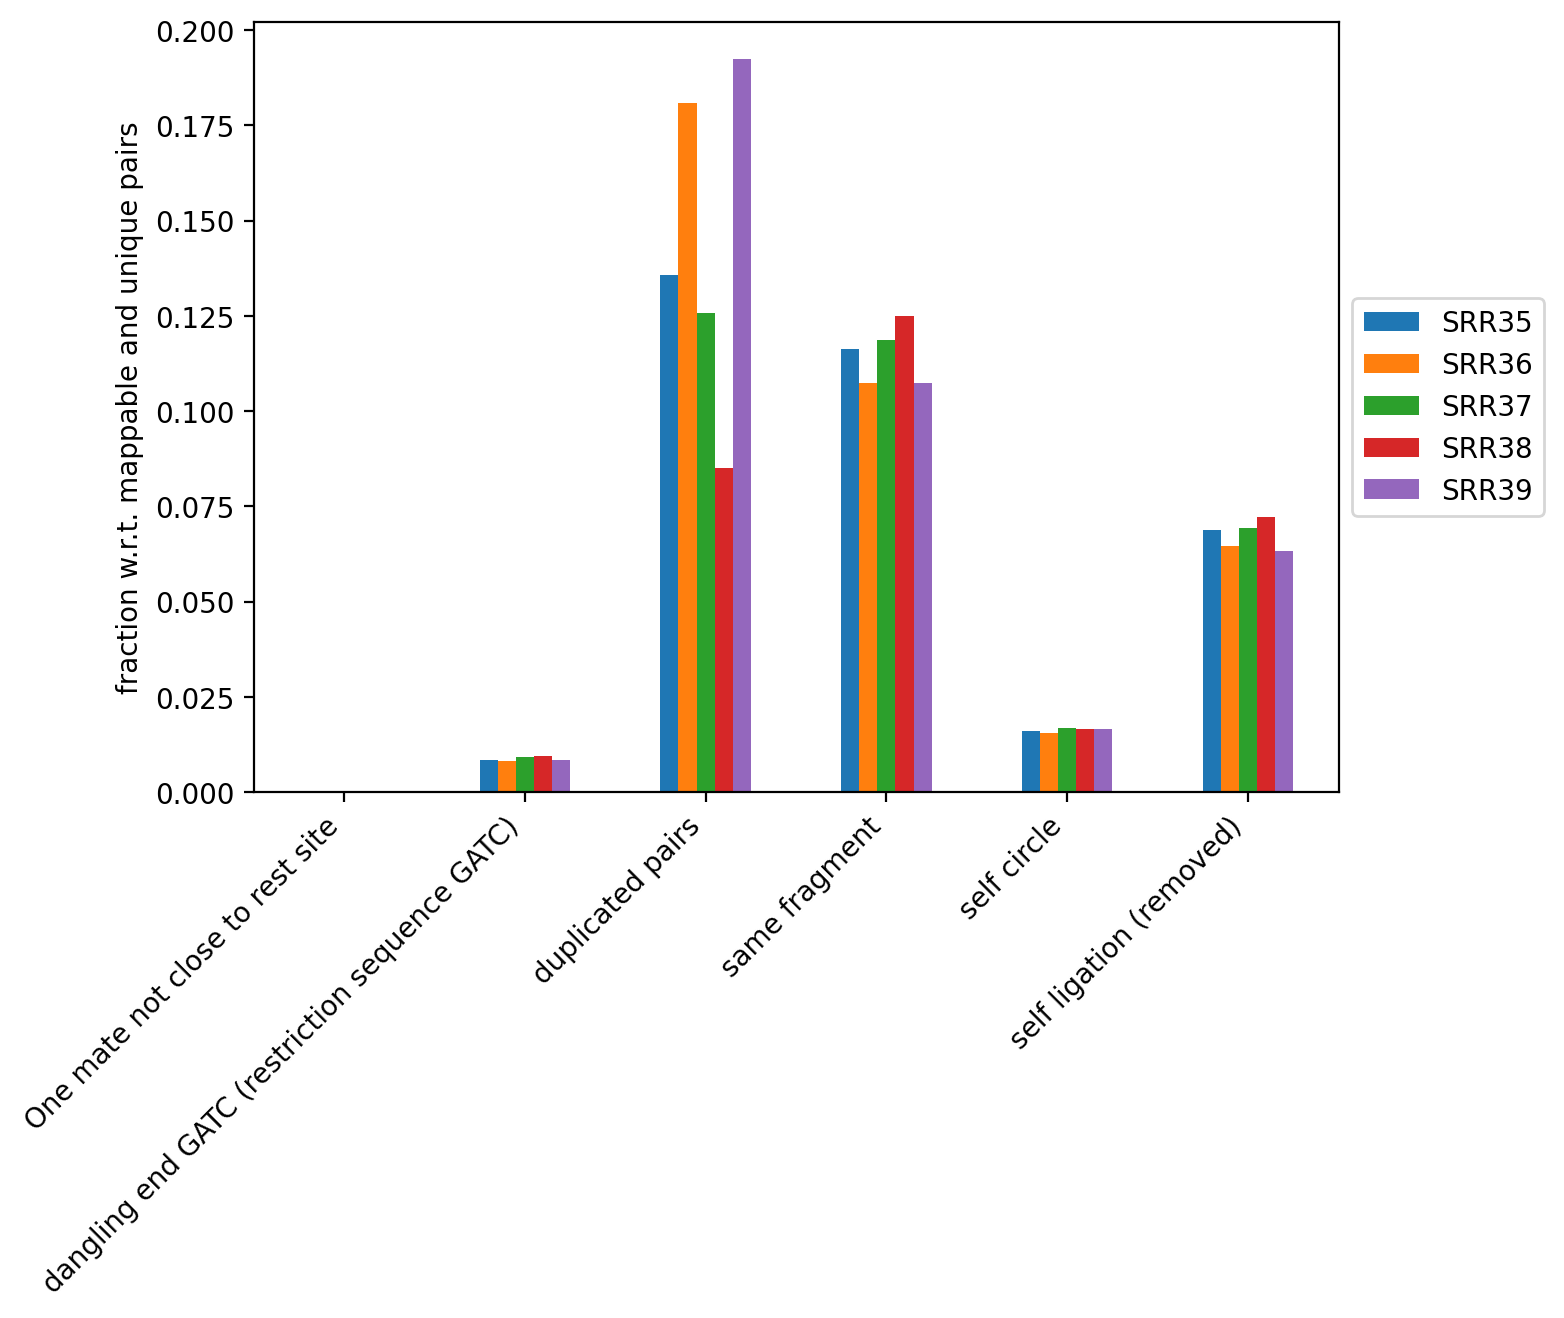 0.200
0.175
0.150
0.125
0.100
0.075
0.050
0.025
0.000
fraction w.r.t. mappable and unique pairs
One mate not close to rest site
dangling end GATC (restriction sequence GATC)
duplicated pairs
same fragment
self circle
self ligation (removed)
SRR35
SRR36
SRR37
SRR38
SRR39